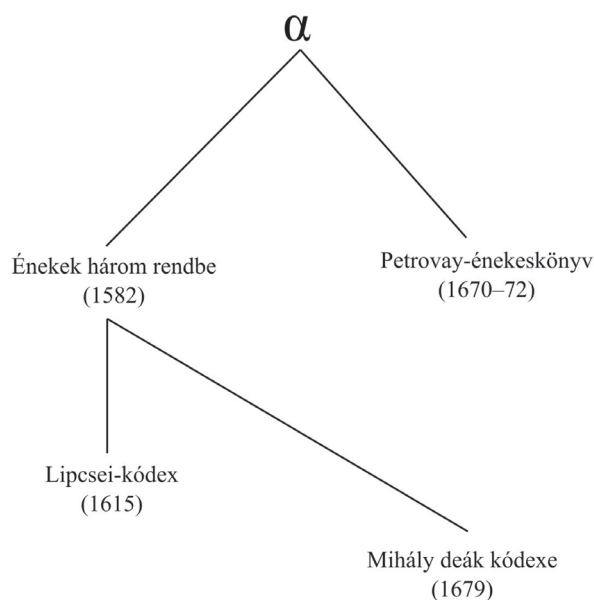 α
Énekek három rendbe
(1582)
Petrovay-énekeskönyv
(1670–72)
Lipcsei-kódex
(1615)
Mihály deák kódexe
(1679)